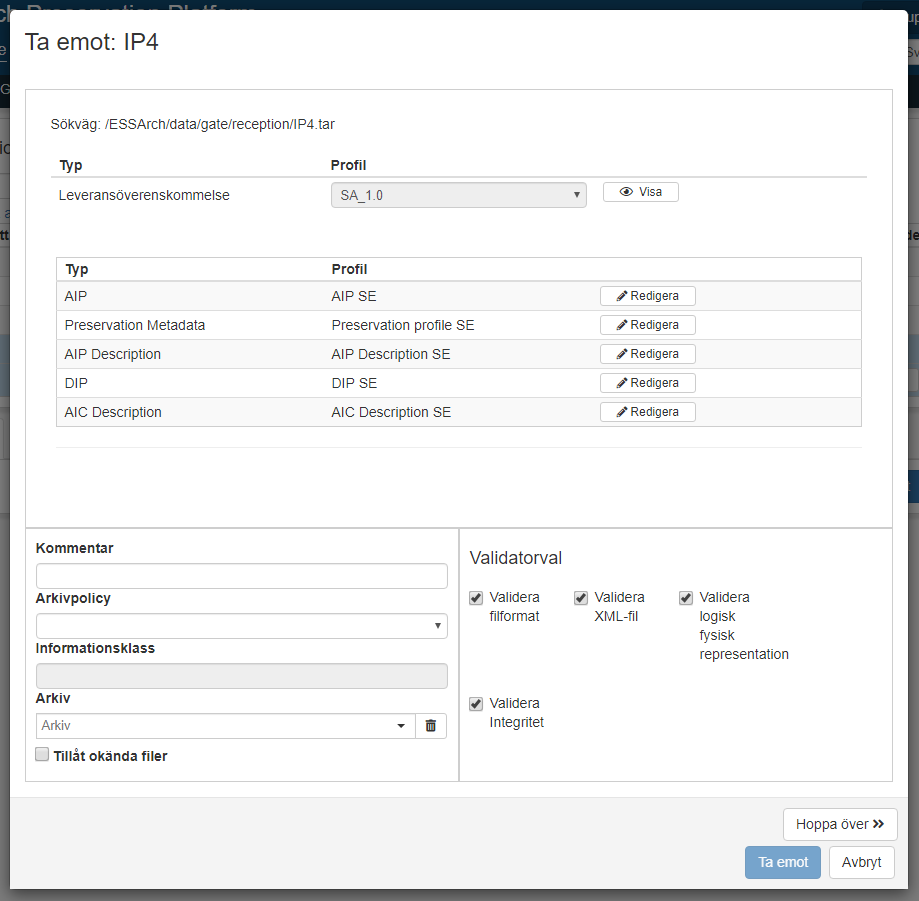 Ta emot: IP4
Sökväg: /ESSArch/data/gate/reception/IP4.tar
Typ Profil
Leveransöverenskommelse SA_1.0 Visa
Typ Profil
AIP AIP SE Redigera
Preservation Metadata Preservation profile SE Redigera
AIP Description AIP Description SE Redigera
DIP DIP SE Redigera
AIC Description AIC Description SE Redigera
Kommentar
Arkivpolicy
Informationsklass
Arkiv
Arkiv
Tillåt okända filer
Validatorval
Validera
filformat
Validera
XML-fil
Validera
logisk
fysisk
representation
Validera
Integritet
Hoppa över
Ta emot Avbryt